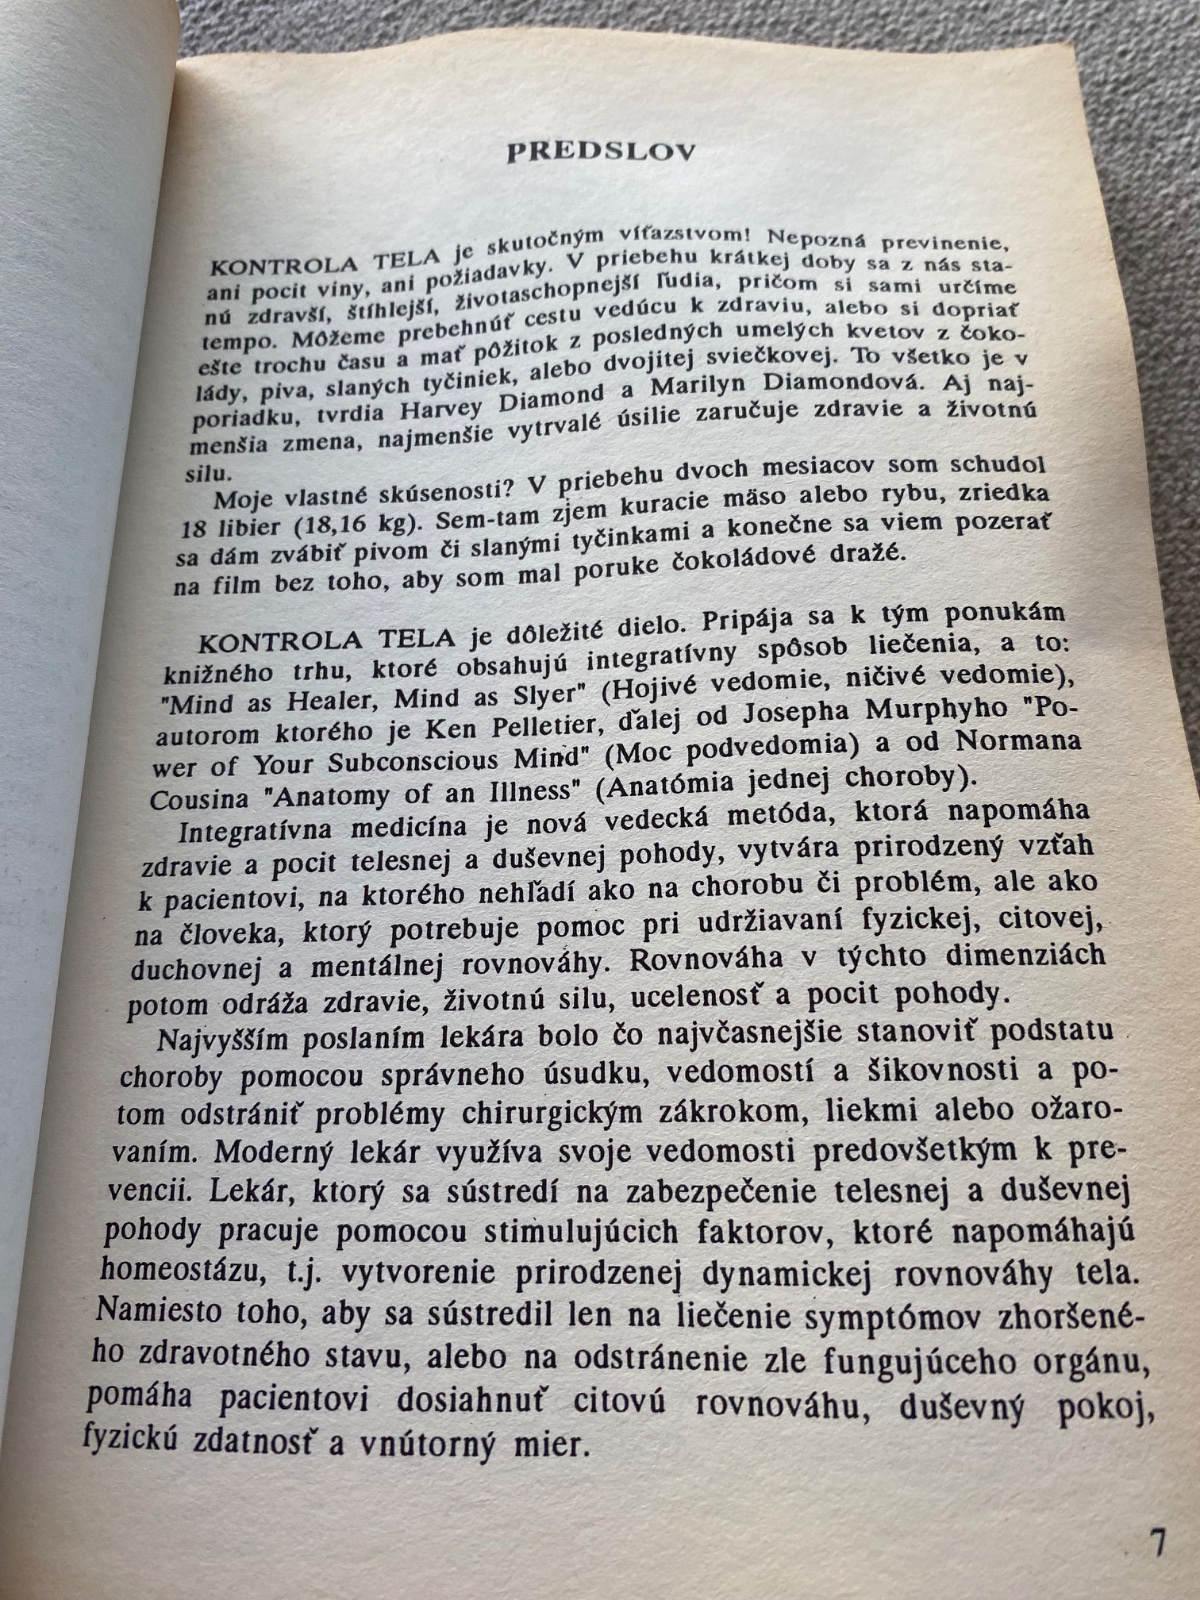 PREDSLOV
KONTROLA TELA je skutočným víťazstvom! Nepozná previnenie,
ani pocit viny, ani požiadavky. V priebehu krátkej doby sa z nás sta-
nú zdravší, štíhlejší, životaschopnejší ľudia, pričom si sami určíme
tempo. Môžeme prebehnúť cestu vedúcu k zdraviu, alebo si dopriať
ešte trochu času a mať pôžitok z posledných umelých kvetov z čoko-
lády, piva, slaných tyčiniek, alebo dvojitej sviečkovej. To všetko je v
poriadku, tvrdia Harvey Diamond a Marilyn Diamondová. Aj naj-
menšia zmena, najmenšie vytrvalé úsilie zaručuje zdravie a životnú
silu.
Moje vlastné skúsenosti? V priebehu dvoch mesiacov som schudol
18 libier (18,16 kg). Sem-tam zjem kuracie mäso alebo rybu, zriedka
sa dám zvábiť pivom či slanými tyčinkami a konečne sa viem pozerať
na film bez toho, aby som mal poruke čokoládové dražé.
KONTROLA TELA je dôležité dielo. Pripája sa k tým ponukám
knižného trhu, ktoré obsahujú integratívny spôsob liečenia, a to:
"Mind as Healer, Mind as Slyer" (Hojivé vedomie, ničivé vedomie),
autorom ktorého je Ken Pelletier, ďalej od Josepha Murphyho "Po-
wer of Your Subconscious Mind" (Moc podvedomia) a od Normana
Cousina "Anatomy of an Illness" (Anatómia jednej choroby).
Integratívna medicína je nová vedecká metóda, ktorá napomáha
zdravie a pocit telesnej a duševnej pohody, vytvára prirodzený vzťah
k pacientovi, na ktorého nehľadí ako na chorobu či problém, ale ako
na človeka, ktorý potrebuje pomoc pri udržiavaní fyzickej, citovej,
duchovnej a mentálnej rovnováhy. Rovnováha v týchto dimenziách
potom odráža zdravie, životnú silu, ucelenosť a pocit pohody.
Najvyšším poslaním lekára bolo čo najvčasnejšie stanoviť podstatu
choroby pomocou správneho úsudku, vedomostí a šikovnosti a po-
tom odstrániť problémy chirurgickým zákrokom, liekmi alebo ožaro-
vaním. Moderný lekár využíva svoje vedomosti predovšetkým k pre-
vencii. Lekár, ktorý sa sústredí na zabezpečenie telesnej a duševnej
pohody pracuje pomocou stimulujúcich faktorov, ktoré napomáhajú
homeostázu, t.j. vytvorenie prirodzenej dynamickej rovnováhy tela.
Namiesto toho, aby sa sústredil len na liečenie symptómov zhoršené-
ho zdravotného stavu, alebo na odstránenie zle fungujúceho orgánu,
pomáha pacientovi dosiahnuť citovú rovnováhu, duševný pokoj,
fyzickú zdatnosť a vnútorný mier.
7